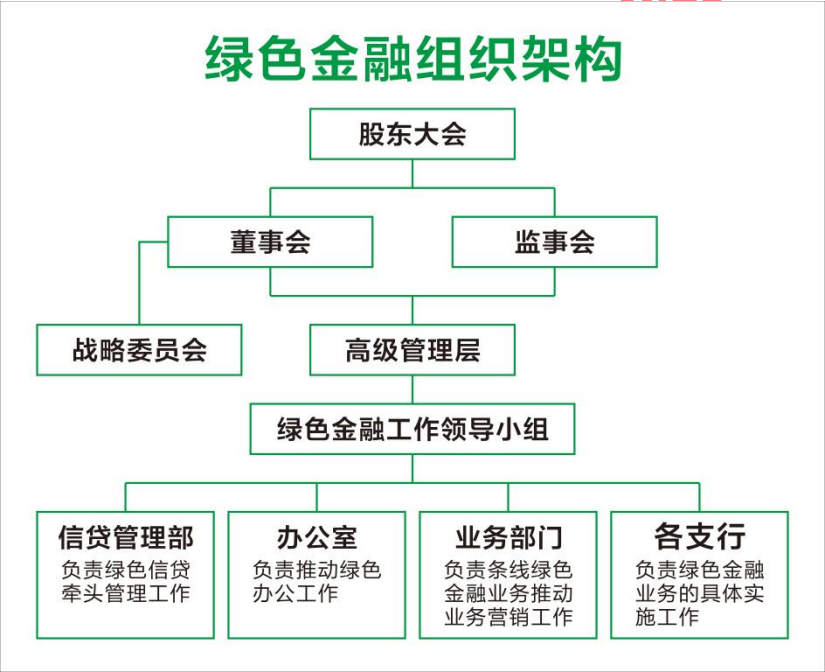 绿色金融组织架构
股东大会
董事会
监事会
战略委员会
高级管理层
绿色金融工作领导小组
信贷管理部
负责绿色信贷
牵头管理工作
办公室
负责推动绿色
办公工作
业务部门
负责条线绿色
金融业务推动
业务营销工作
各支行
负责绿色金融
业务的具体实
施工作